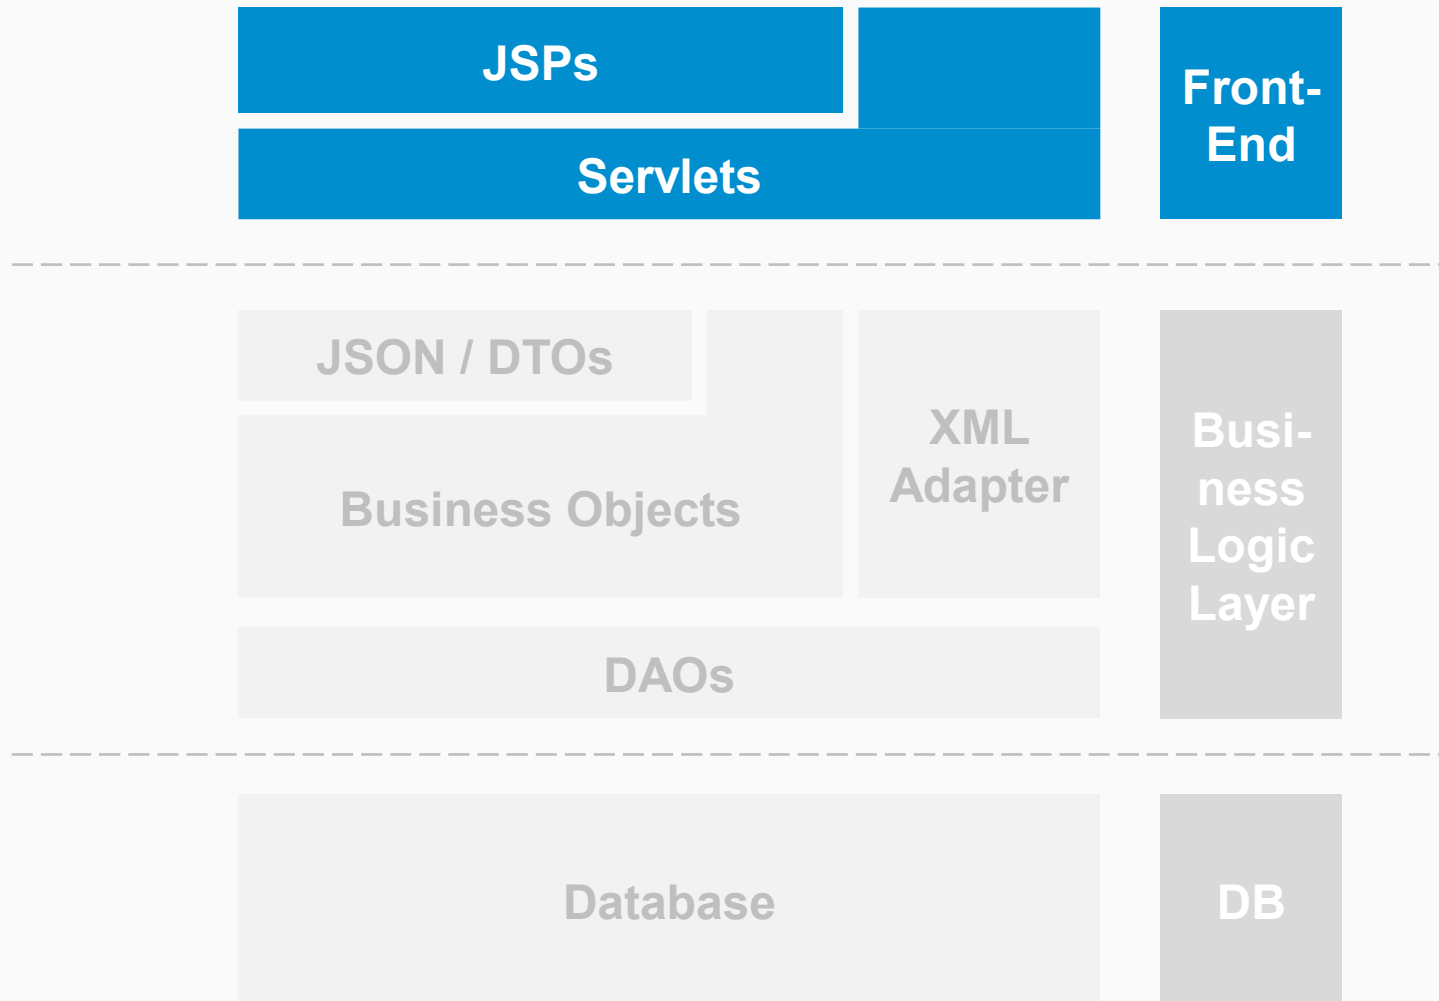 JSPs
Servlets
Front-
End
JSON / DTOs
Business Objects
XML
Adapter
DAOs
Busi-
ness
Logic
Layer
Database
DB